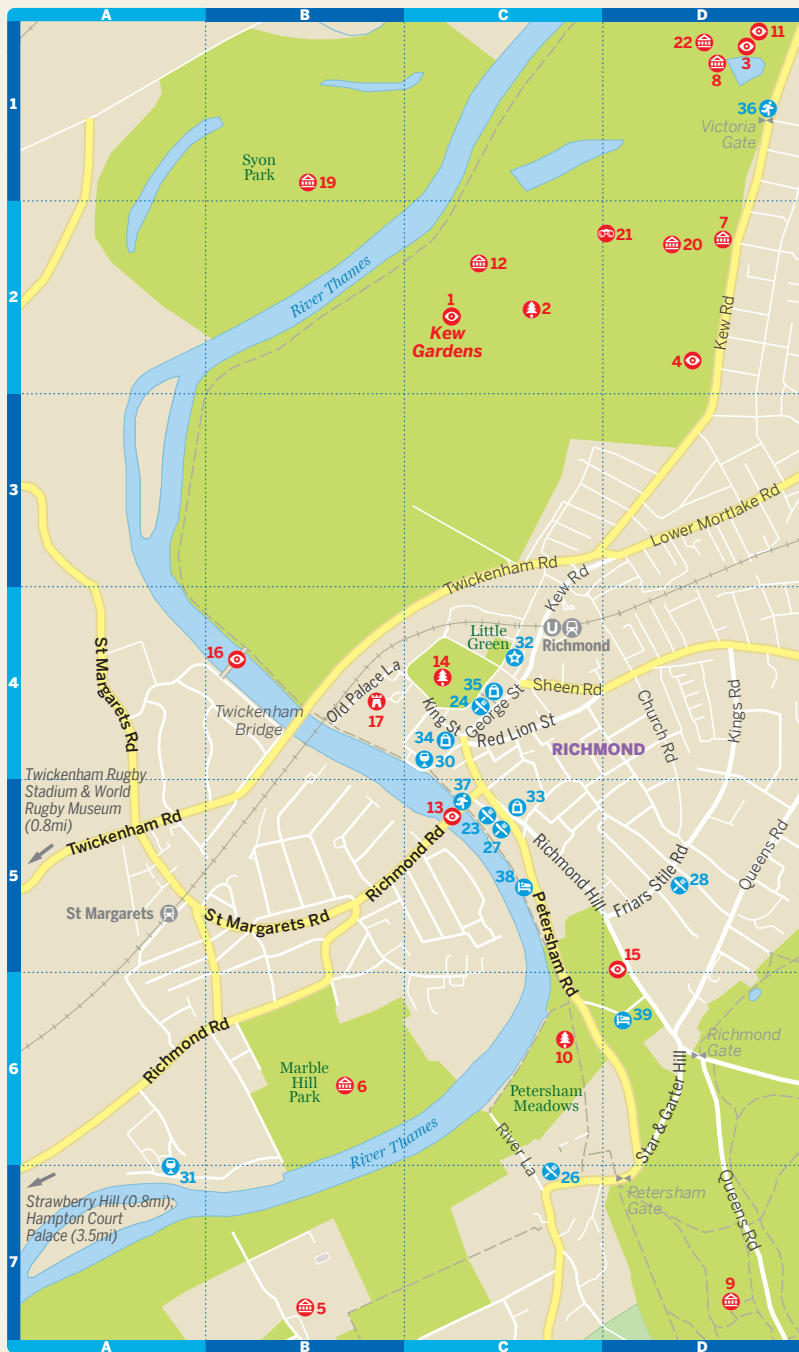 A
B
C
D
1
2
3
4
5
6
7
22
11
3
8
36
Victoria
Gate
Syon
Park
19
21
20
7
12
River Thames
1
Kew
Gardens
2
4
Kew Rd
Lower Mortlake Rd
Twickenham Rd
Kew Rd
Little
Green
32
U
Richmond
St Margarets Rd
16
14
Old Palace La
35
24
King St
George St
Sheen Rd
Church Rd
Kings Rd
17
Twickenham
Bridge
34
Red Lion St
RICHMOND
30
Twickenham Rugby
Stadium & World
Rugby Museum
(0.8mi)
Twickenham Rd
37
13
33
23
27
Richmond Rd
Richmond Hill
Friars Stile Rd
28
Queens Rd
38
St Margarets
St Margarets Rd
Petersham Rd
15
39
Richmond Rd
10
Richmond
Gate
Marble
Hill
Park
6
Petersham
Meadows
Star & Garter Hill
River Thames
River La
31
26
Petersham
Gate
Queens Rd
Strawberry Hill (0.8mi);
Hampton Court
Palace (3.5mi)
5
9
A
B
C
D